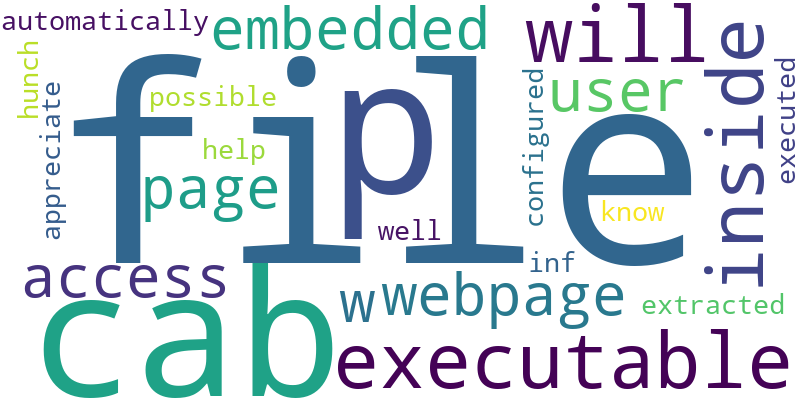 automatically
embedded
will
hunch
appreciate
possible
help
page
file
p
well
configured
user
know
inside
executed
access
w
webpage
inf
extracted
cab
executable